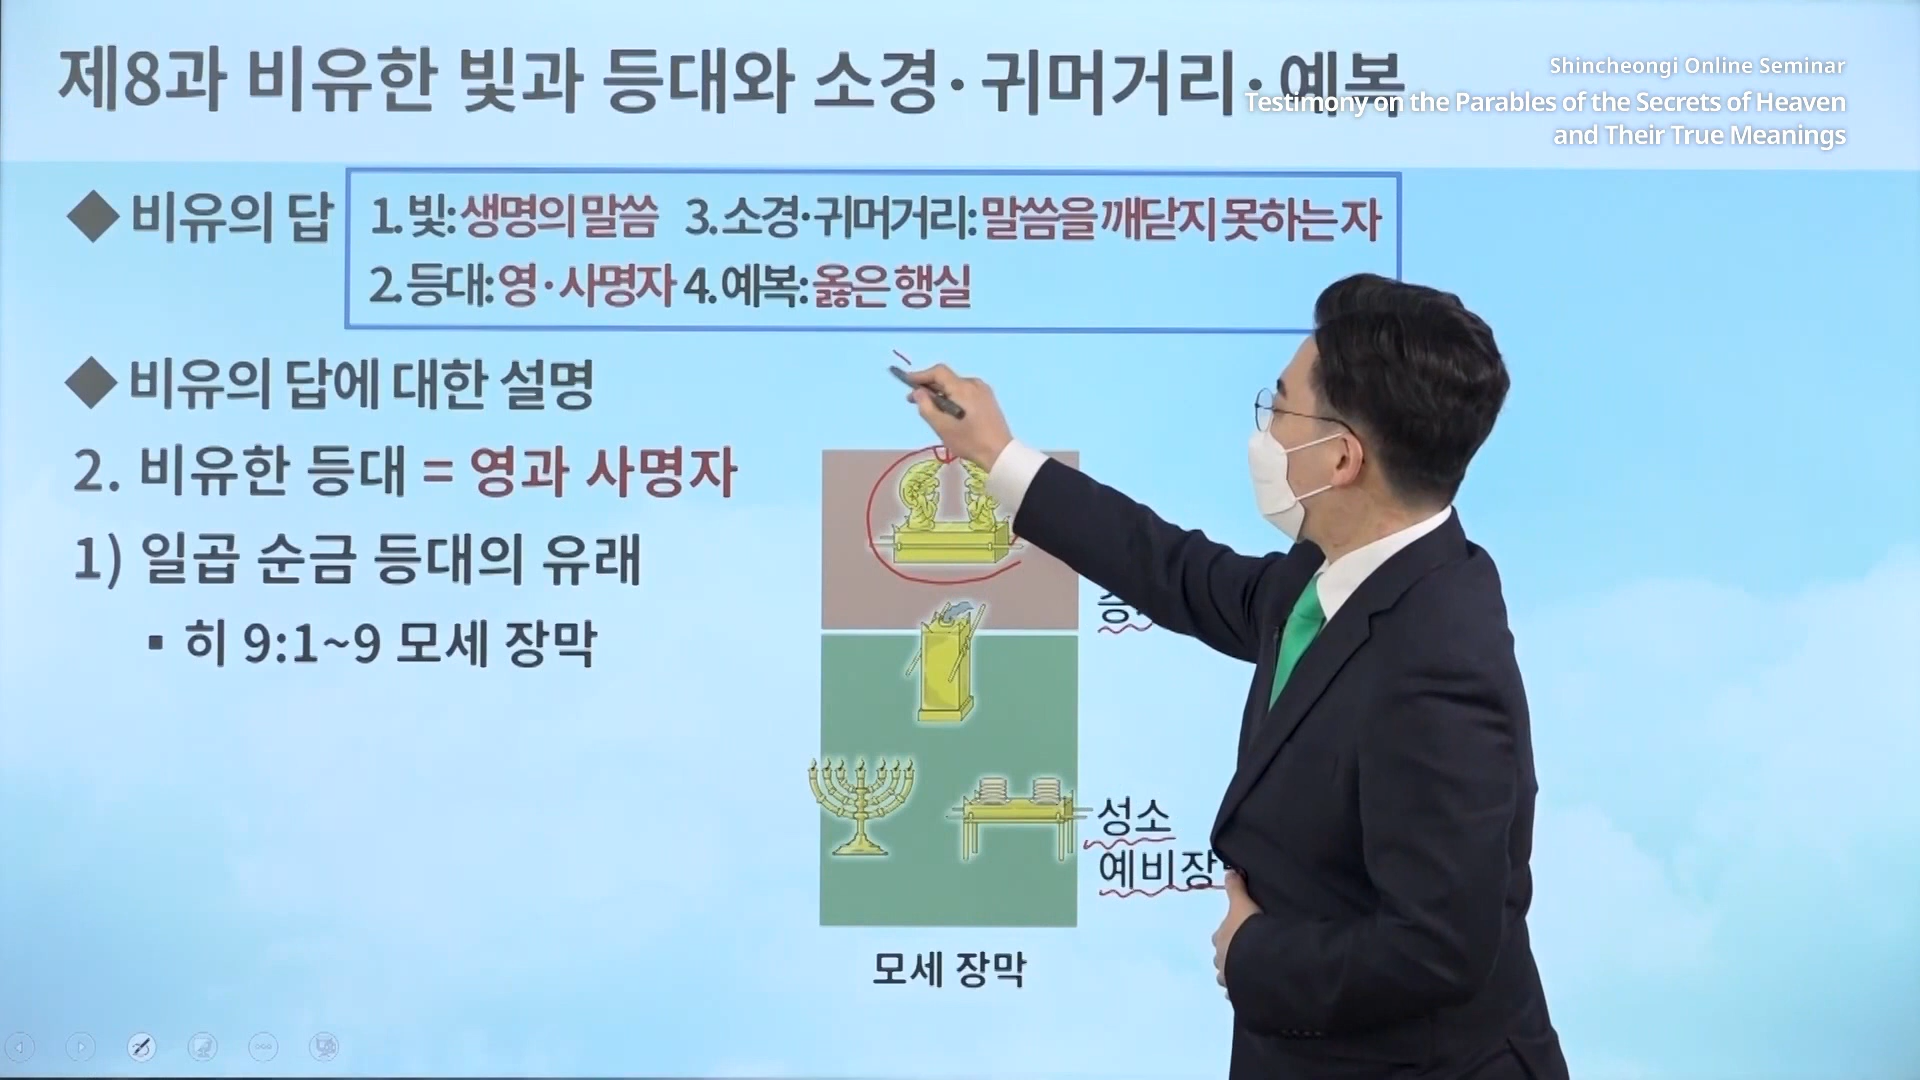 제8과 비유한 빛과 등대와 소경·귀머거리·예복
Shincheongi Online Seminar
Testimony on the Parables of the Secrets of Heaven
and Their True Meanings
◆ 비유의 답
1. 빛: 생명의 말씀 3. 소경·귀머거리: 말씀을 깨닫지 못하는 자
2. 등대: 영·사명자 4. 예복: 옳은 행실
◆ 비유의 답에 대한 설명
2. 비유한 등대 = 영과 사명자
1) 일곱 순금 등대의 유래
▪ 히 9:1~9 모세 장막
성소
모세 장막